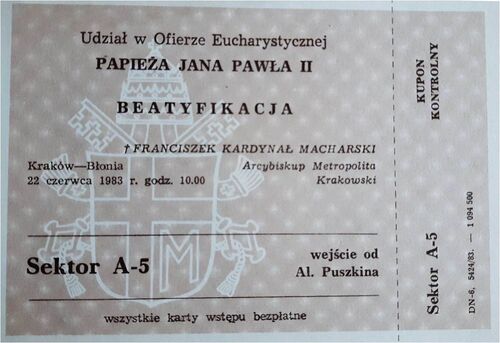 Udział w Ofierze Eucharystycznej
PAPIEŻA JANA PAWŁA II
BEATYFIKACJA
† FRANCISZEK KARDYNAŁ MACHARSKI
Kraków—Błonia Arcybiskup Metropolita
22 czerwca 1983 r. godz. 10.00 Krakowski
Sektor A-5
wejście od
Al. Puszkina
wszystkie karty wstępu bezpłatne
KUPON
KONTROLNY
Sektor A-5
DN-6, 5424/83. — 1 094 500
M